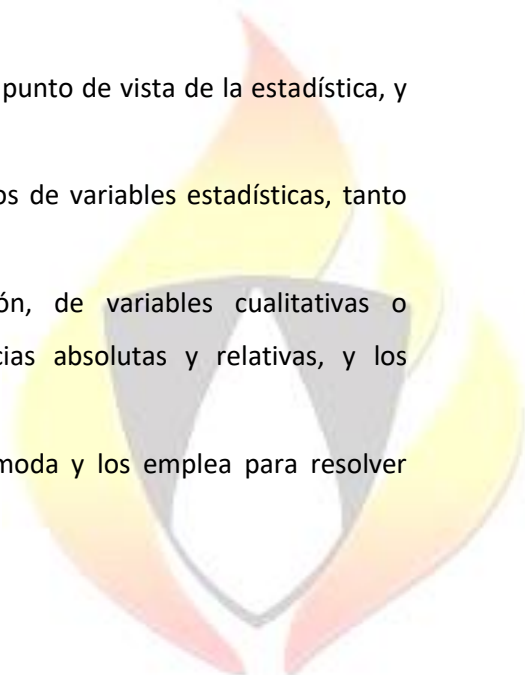 punto de vista de la estadística, y
os de variables estadísticas, tanto
ón, de variables cualitativas o
cias absolutas y relativas, y los
moda y los emplea para resolver